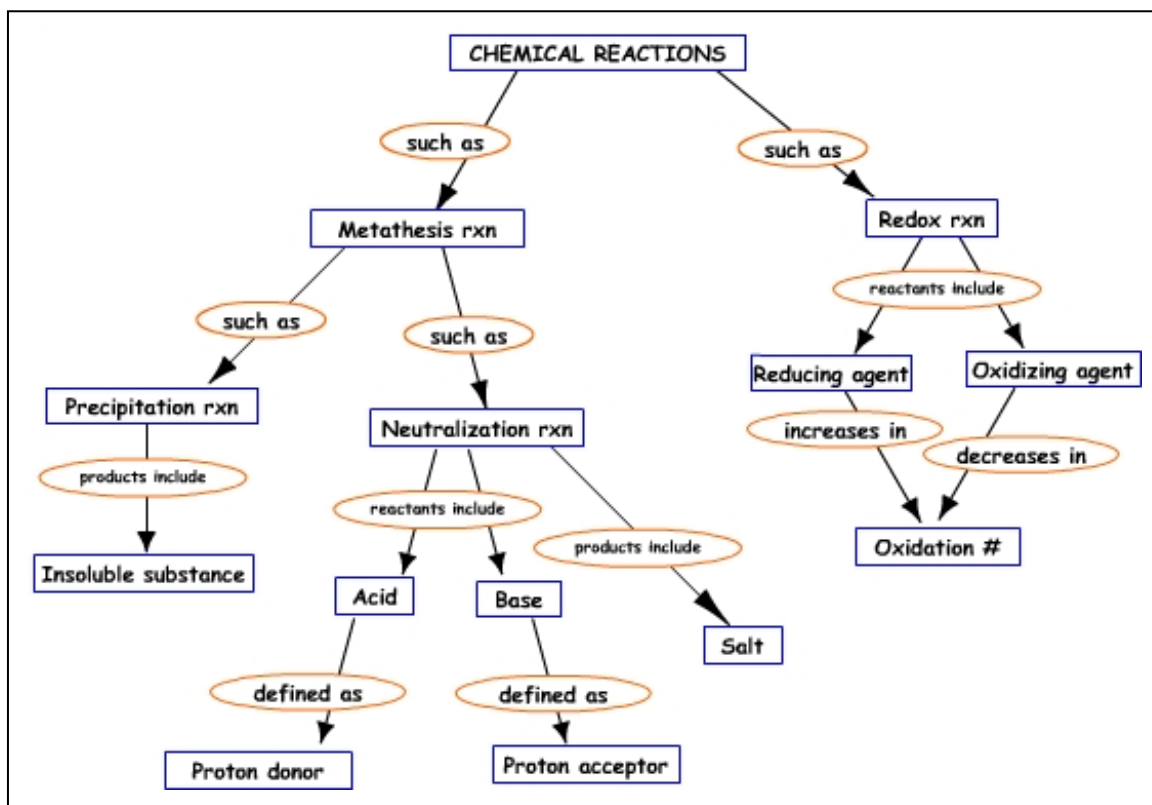 CHEMICAL REACTIONS
such as
such as
Metathesis rxn
Redox rxn
such as
such as
reactants include
Precipitation rxn
Neutralization rxn
Reducing agent
Oxidizing agent
products include
reactants include
products include
increases in
decreases in
Insoluble substance
Acid
Base
Salt
Oxidation #
defined as
defined as
Proton donor
Proton acceptor